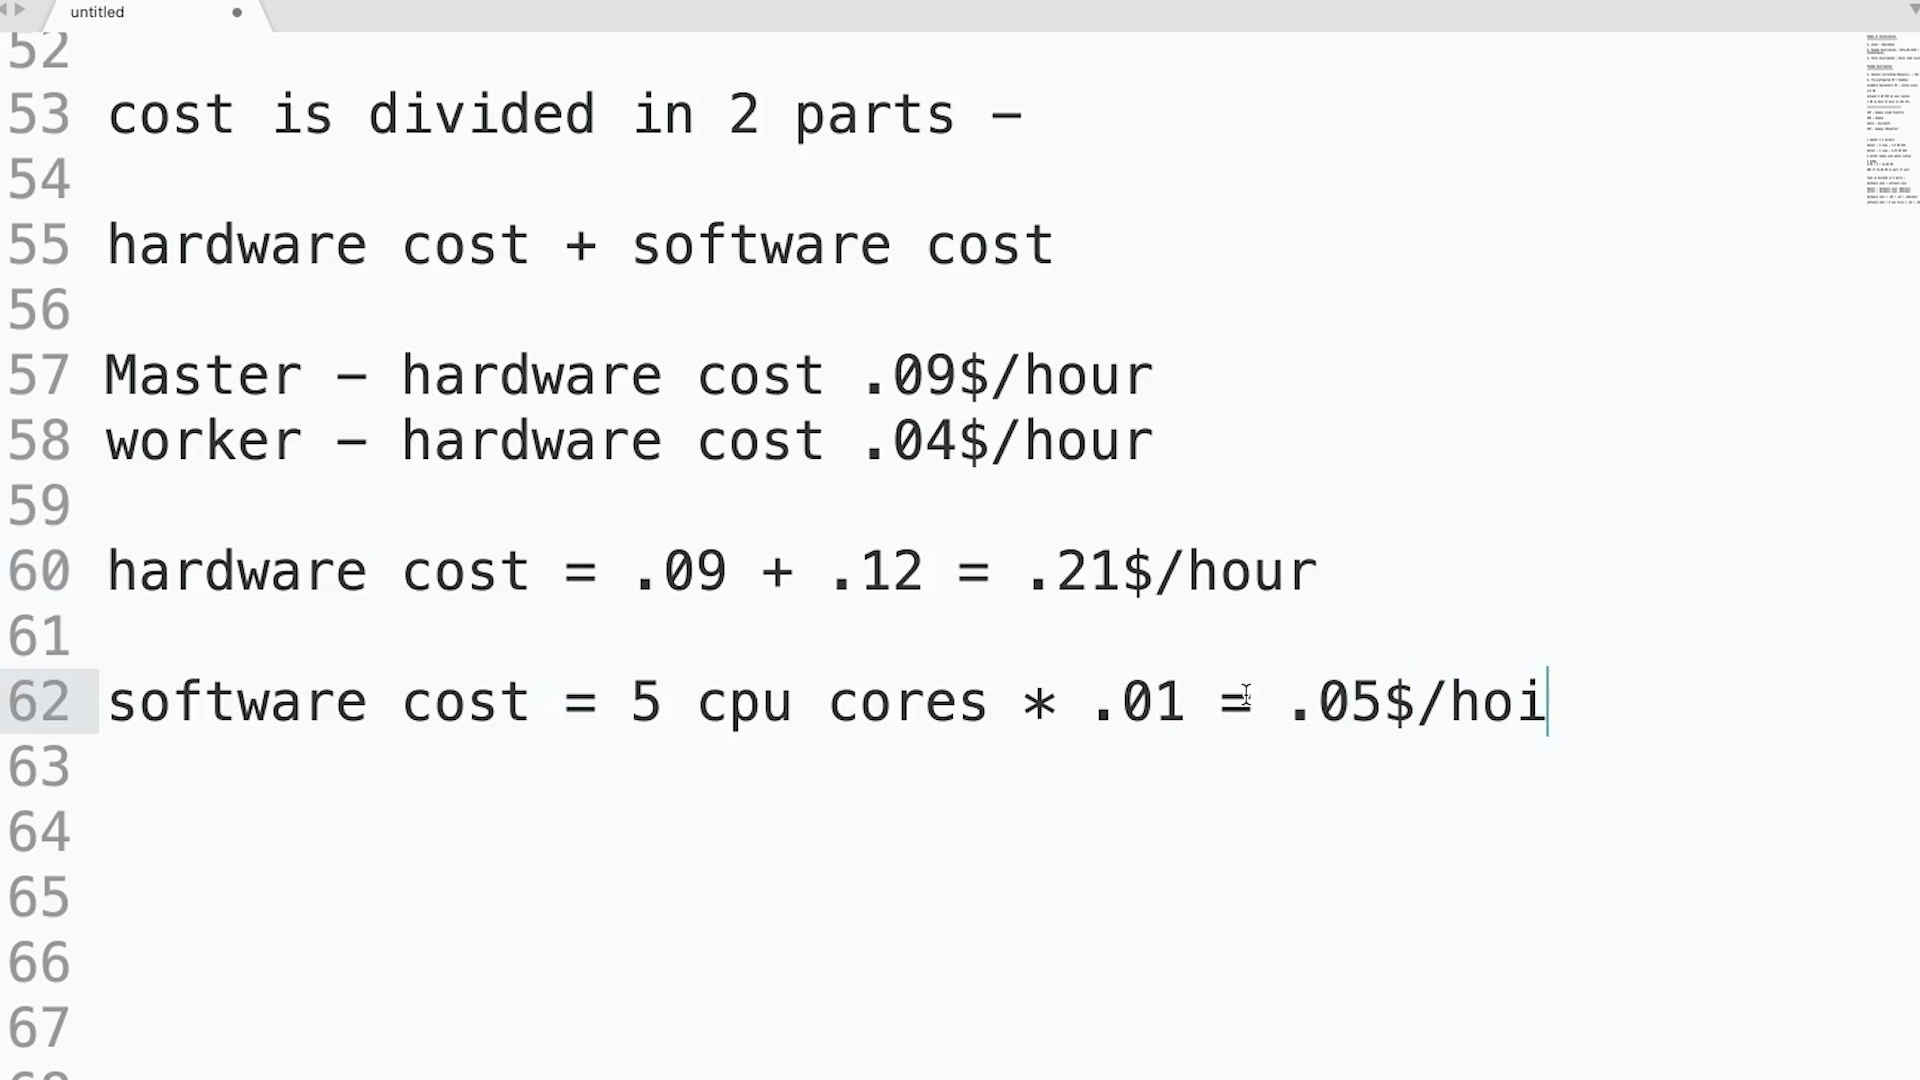 untitled
52
53 cost is divided in 2 parts -
54
55 hardware cost + software cost
56
57 Master - hardware cost .09$/hour
58 worker - hardware cost .04$/hour
59
60 hardware cost = .09 + .12 = .21$/hour
61
62 software cost = 5 cpu cores * .01 = .05$/hoi
63
64
65
66
67